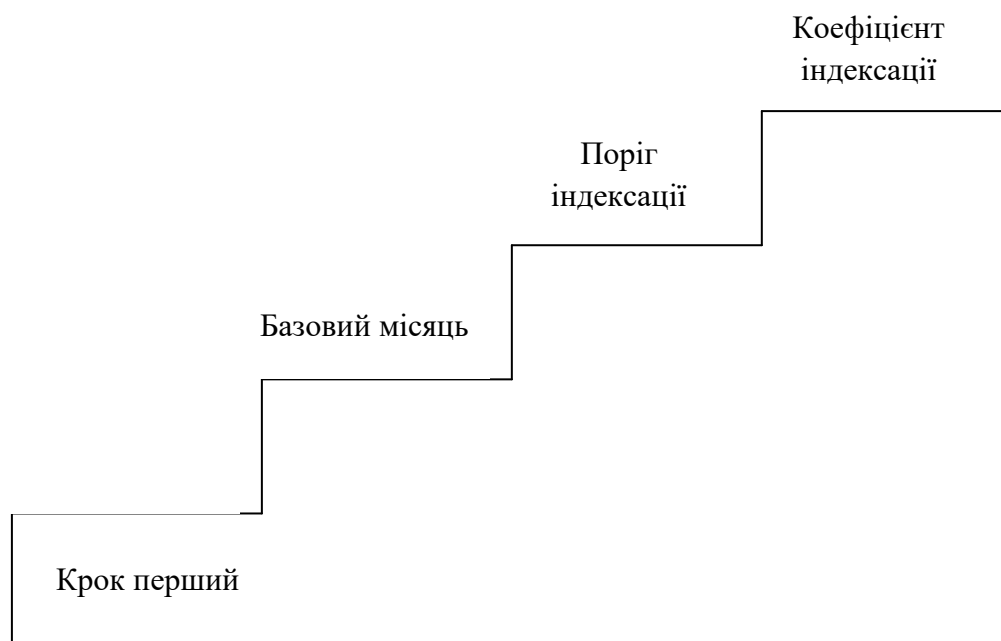 Коефіцієнт
індексації
Поріг
індексації
Базовий місяць
Крок перший